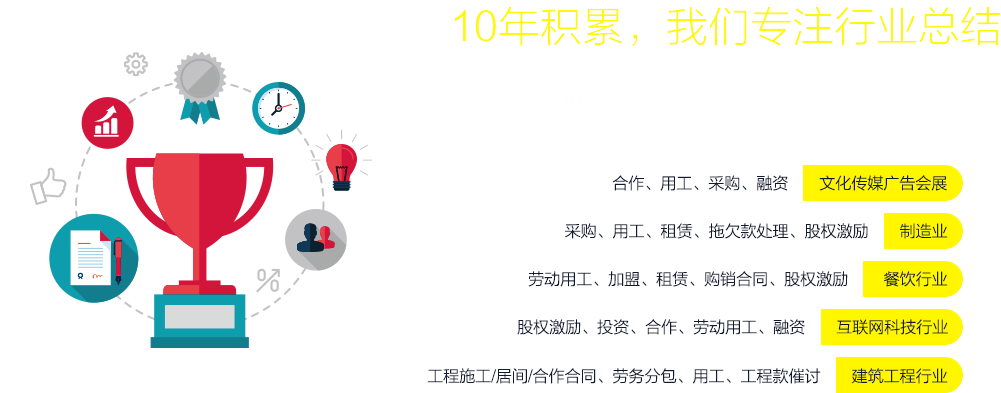 10年积累，我们专注行业总结
合作、用工、采购、融资 文化传媒广告会展
采购、用工、租赁、拖欠款处理、股权激励 制造业
劳动用工、加盟、租赁、购销合同、股权激励 餐饮行业
股权激励、投资、合作、劳动用工、融资 互联网科技行业
工程施工/居间/合作合同、劳务分包、用工、工程款催讨 建筑工程行业